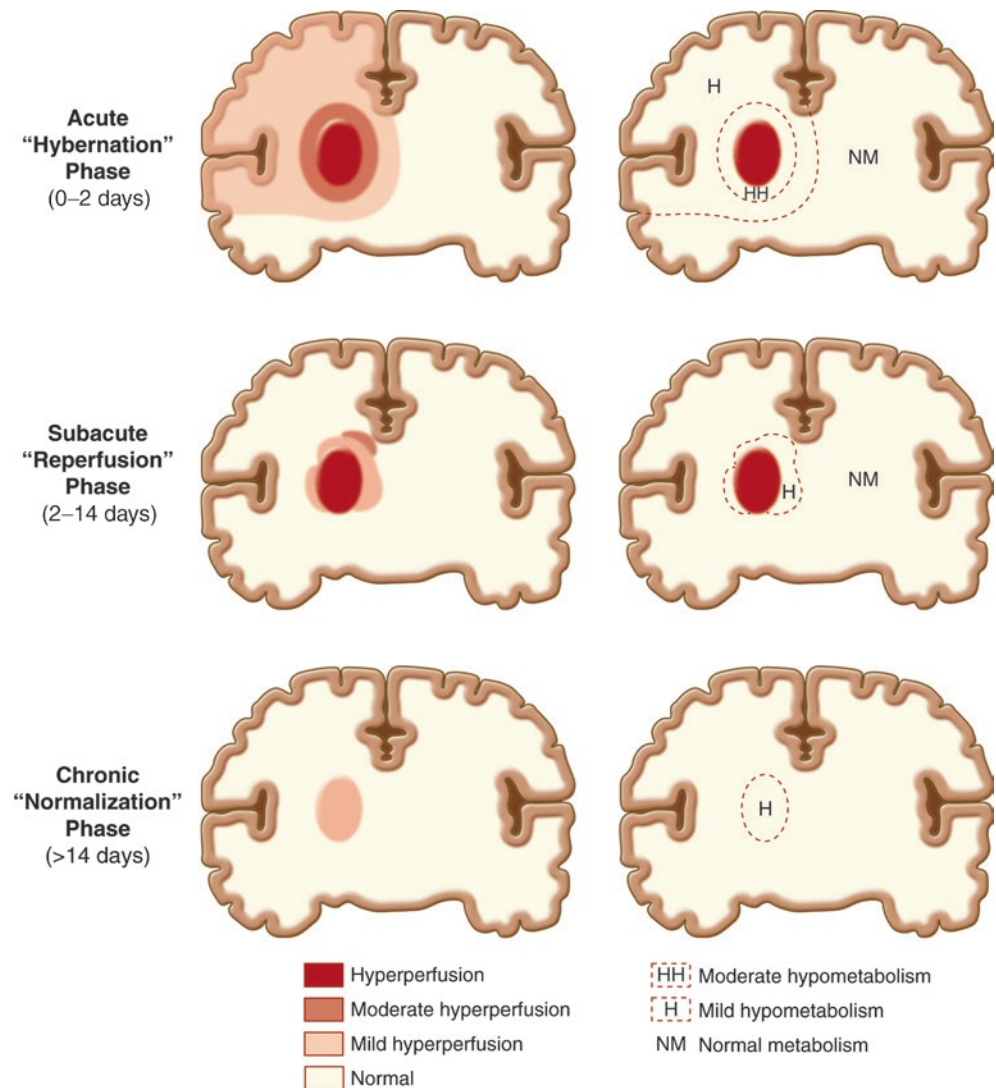 Acute
“Hybernation”
Phase
(0–2 days)
H
HH
NM
Subacute
“Reperfusion”
Phase
(2–14 days)
H
NM
Chronic
“Normalization”
Phase
(>14 days)
H
Hyperperfusion
Moderate hyperperfusion
Mild hyperperfusion
Normal
HH Moderate hypometabolism
H Mild hypometabolism
NM Normal metabolism